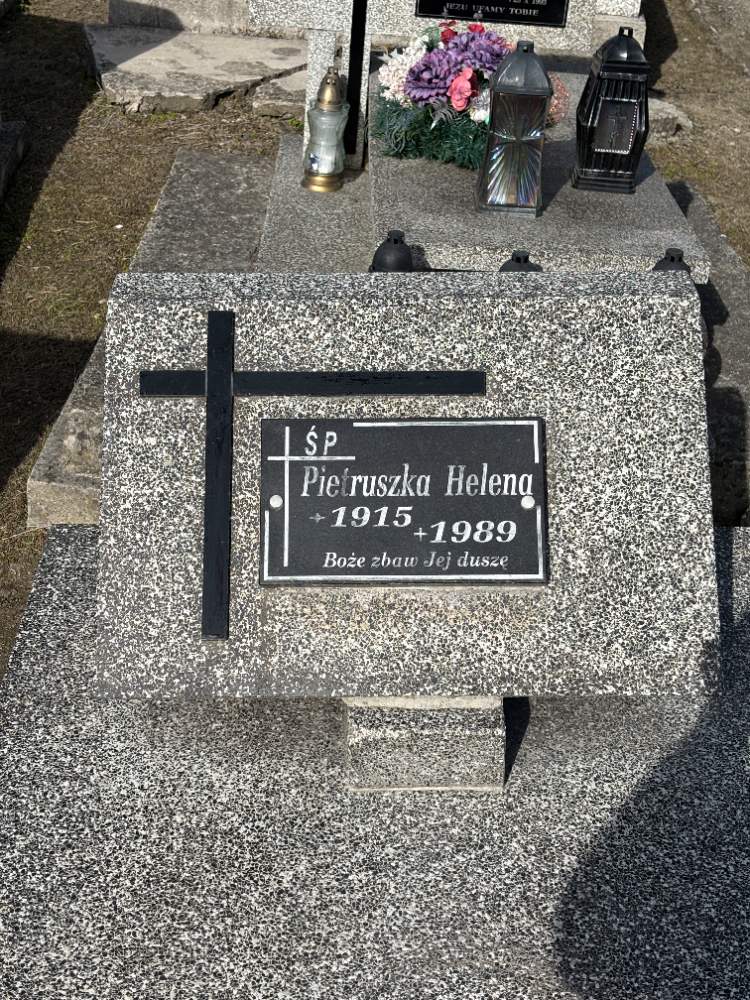 JEZU UFAMY TOBIE
ŚP
Pietruszka Helena
+1915 +1989
Boże zbaw Jej duszę